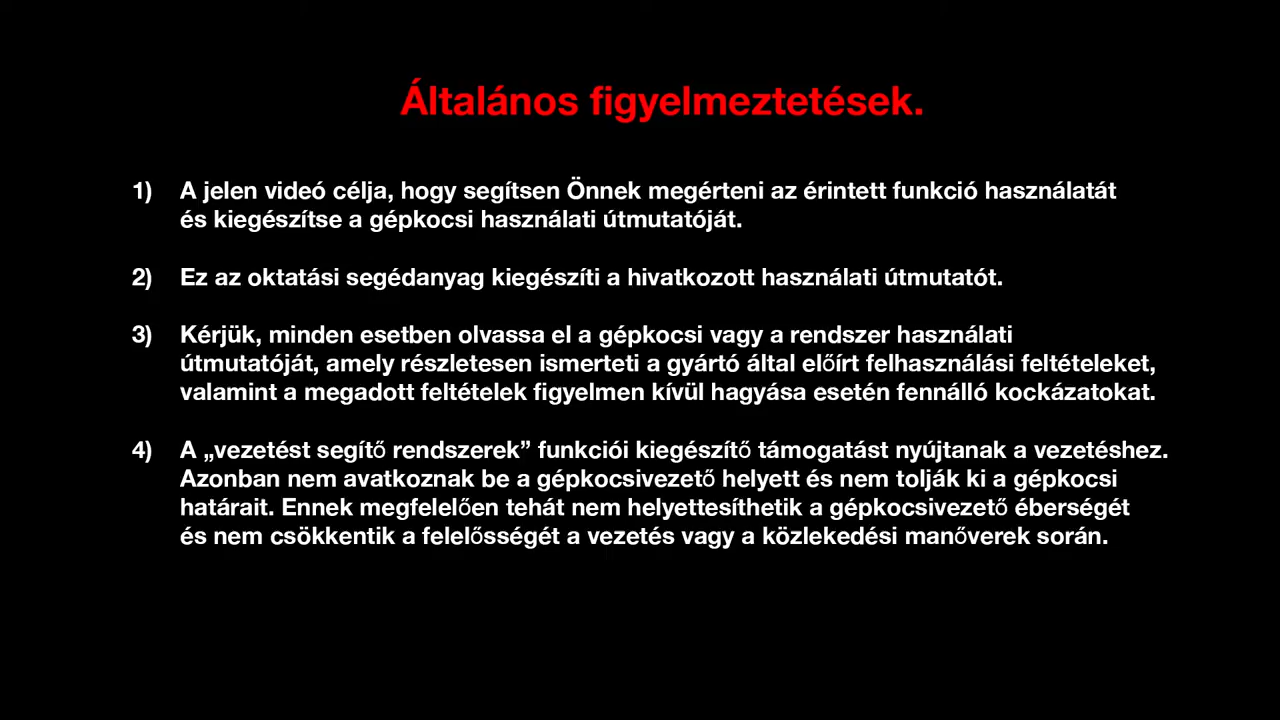 Általános figyelmeztetések.
1) A jelen videó célja, hogy segítsen Önnek megérteni az érintett funkció használatát
és kiegészítse a gépkocsi használati útmutatóját.
2) Ez az oktatási segédanyag kiegészíti a hivatkozott használati útmutatót.
3) Kérjük, minden esetben olvassa el a gépkocsi vagy a rendszer használati
útmutatóját, amely részletesen ismerteti a gyártó által előírt felhasználási feltételeket,
valamint a megadott feltételek figyelmen kívül hagyása esetén fennálló kockázatokat.
4) A „vezetést segítő rendszerek” funkciói kiegészítő támogatást nyújtanak a vezetéshez.
Azonban nem avatkoznak be a gépkocsivezető helyett és nem tolják ki a gépkocsi
határait. Ennek megfelelően tehát nem helyettesíthetik a gépkocsivezető éberségét
és nem csökkentik a felelősségét a vezetés vagy a közlekedési manőverek során.